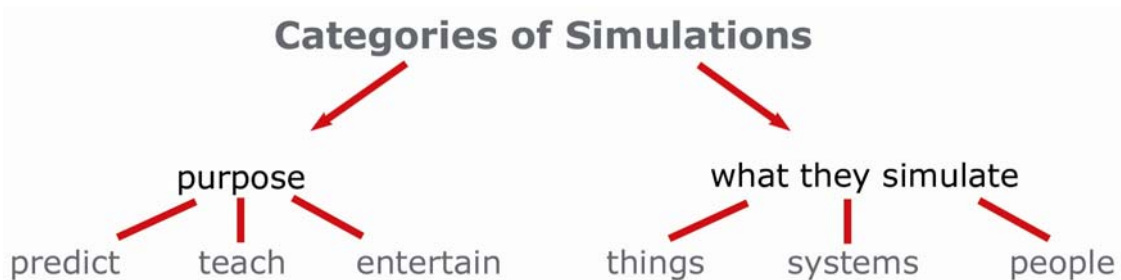 Categories of Simulations
purpose
what they simulate
predict teach entertain
things systems people